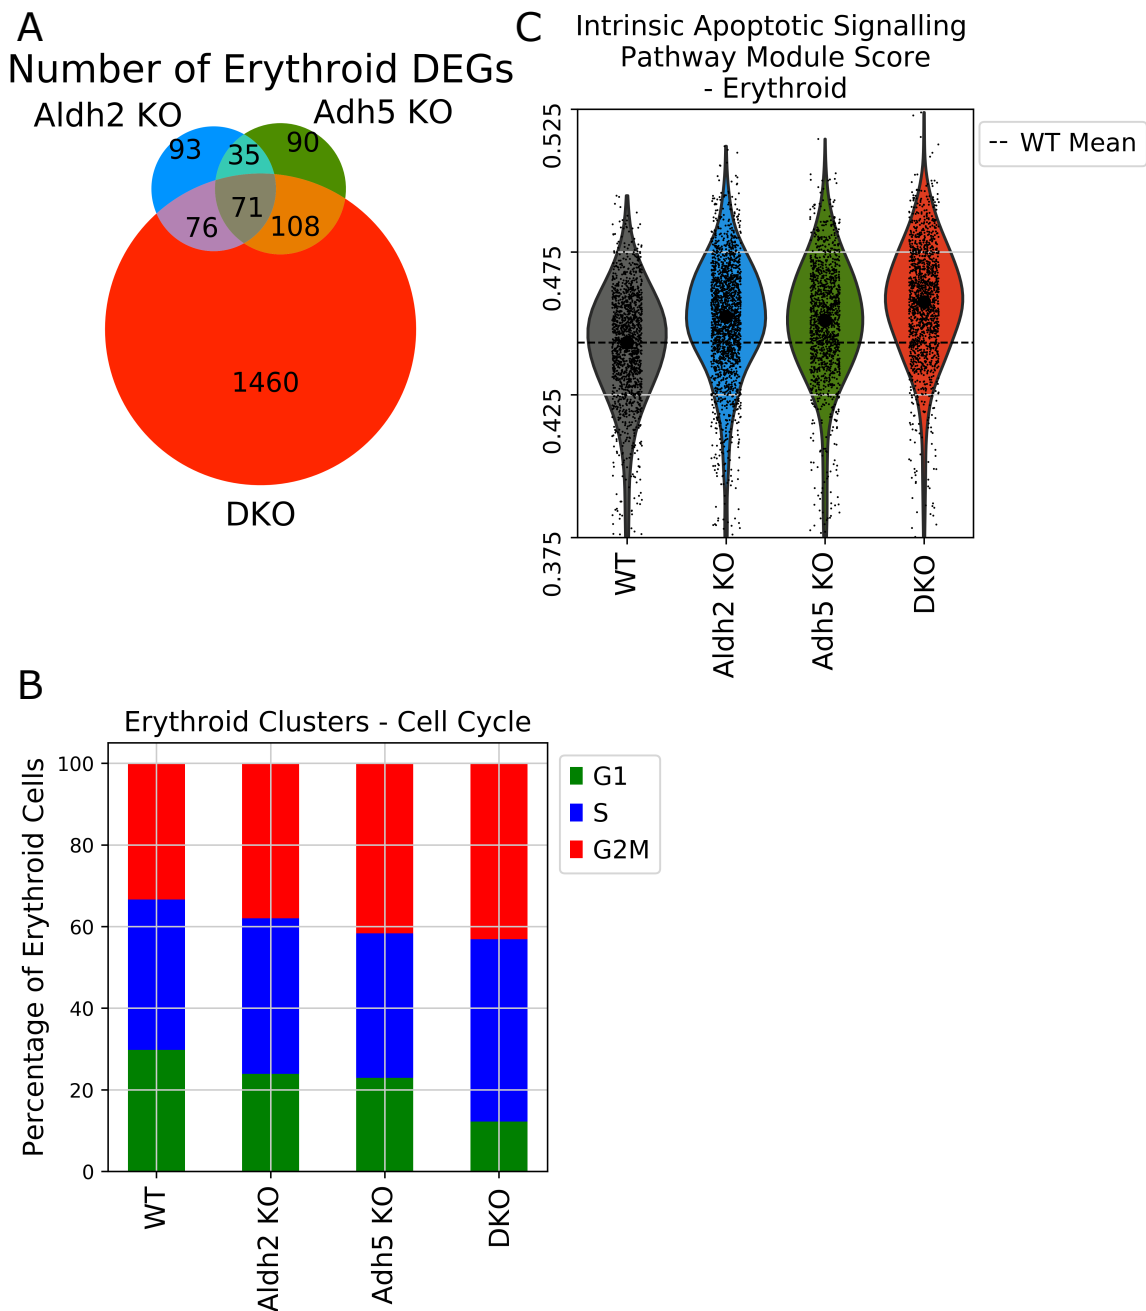 A
Number of Erythroid DEGs
Aldh2 KO
Adh5 KO
93
35
90
71
76
108
1460
DKO
C
Intrinsic Apoptotic Signalling
Pathway Module Score
- Erythroid
0.525
0.475
0.425
0.375
-- WT Mean
WT
Aldh2 KO
Adh5 KO
DKO
B
Erythroid Clusters - Cell Cycle
Percentage of Erythroid Cells
100
80
60
40
20
0
G1
S
G2M
WT
Aldh2 KO
Adh5 KO
DKO